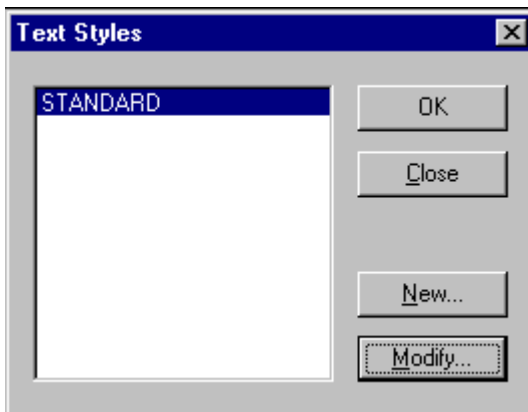 Text Styles
STANDARD
OK
Close
New...
Modify...